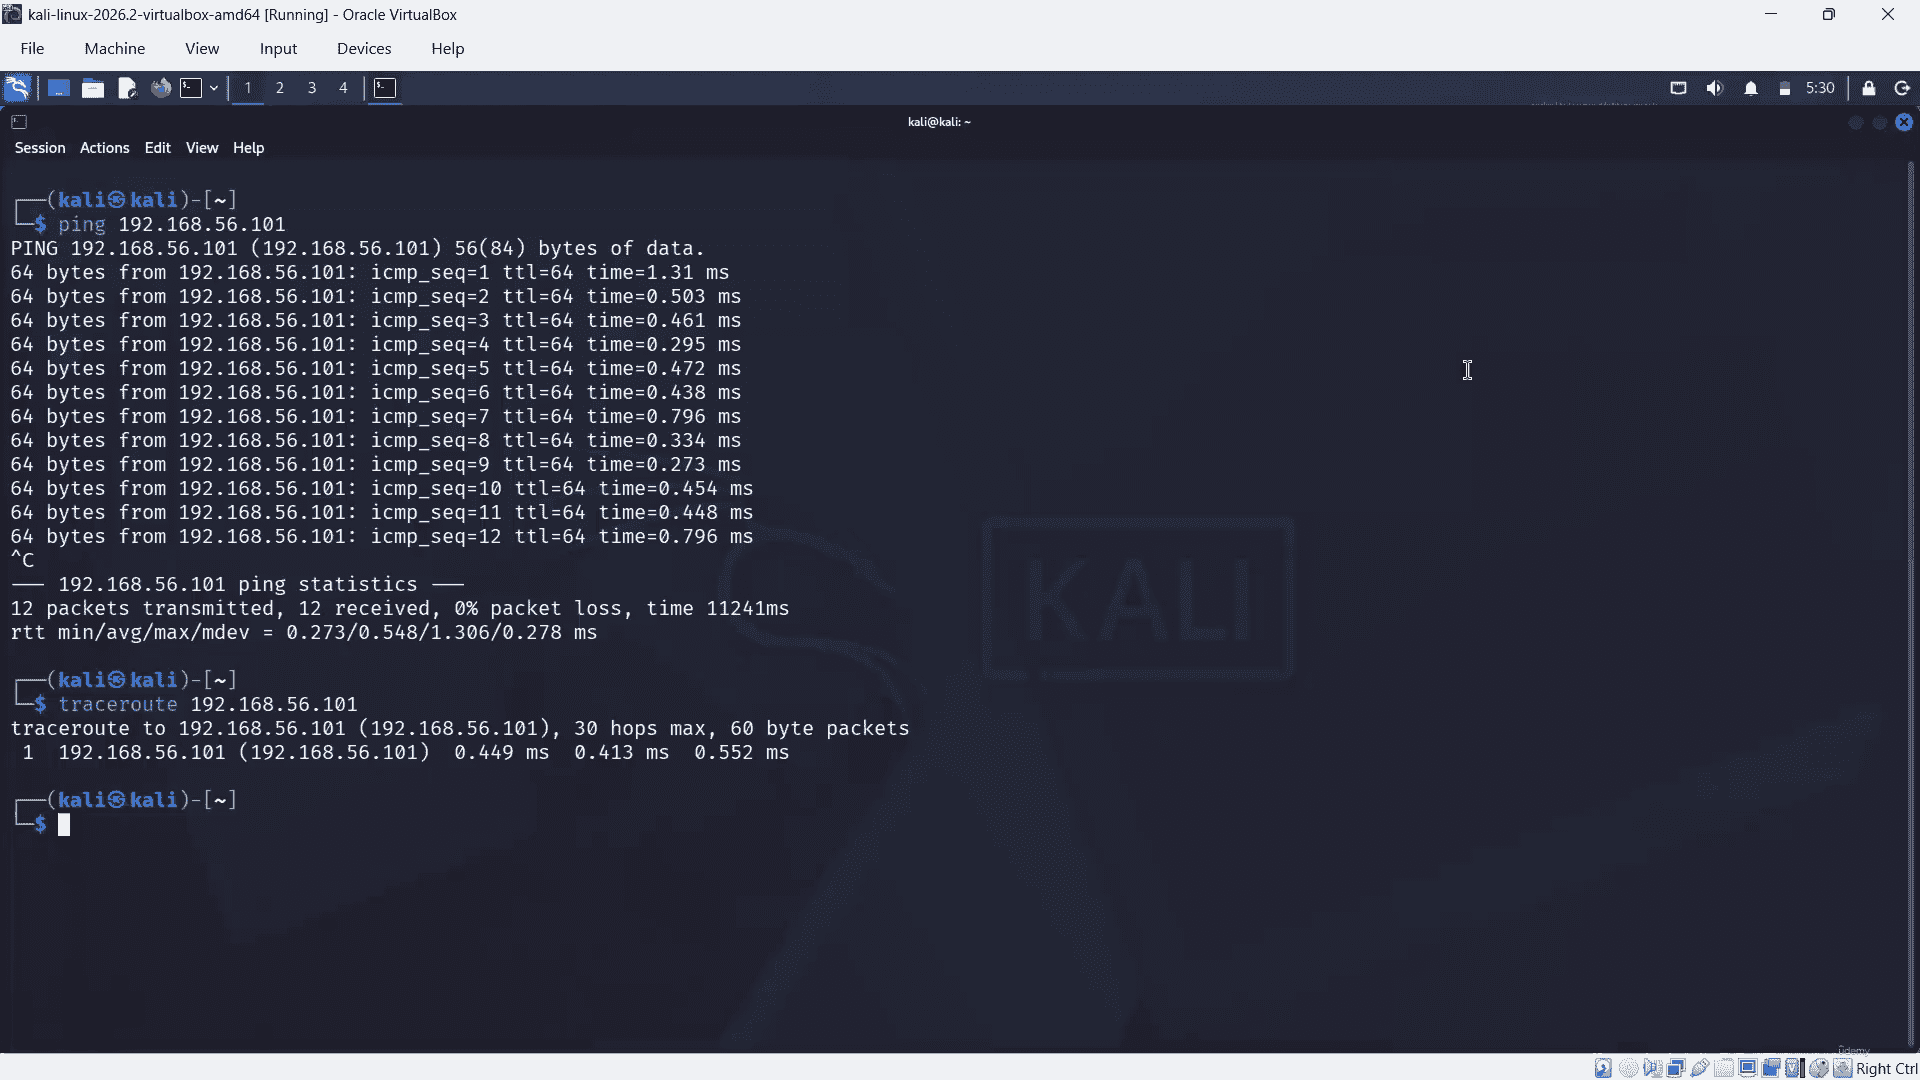 kali-linux-2026.2-virtualbox-amd64 [Running] - Oracle VirtualBox
File Machine View Input Devices Help
1 2 3 4 5:30
kali@kali: ~
Session Actions Edit View Help
┌──(kali㉿kali)-[~]
└─$ ping 192.168.56.101
PING 192.168.56.101 (192.168.56.101) 56(84) bytes of data.
64 bytes from 192.168.56.101: icmp_seq=1 ttl=64 time=1.31 ms
64 bytes from 192.168.56.101: icmp_seq=2 ttl=64 time=0.503 ms
64 bytes from 192.168.56.101: icmp_seq=3 ttl=64 time=0.461 ms
64 bytes from 192.168.56.101: icmp_seq=4 ttl=64 time=0.295 ms
64 bytes from 192.168.56.101: icmp_seq=5 ttl=64 time=0.472 ms
64 bytes from 192.168.56.101: icmp_seq=6 ttl=64 time=0.438 ms
64 bytes from 192.168.56.101: icmp_seq=7 ttl=64 time=0.796 ms
64 bytes from 192.168.56.101: icmp_seq=8 ttl=64 time=0.334 ms
64 bytes from 192.168.56.101: icmp_seq=9 ttl=64 time=0.273 ms
64 bytes from 192.168.56.101: icmp_seq=10 ttl=64 time=0.454 ms
64 bytes from 192.168.56.101: icmp_seq=11 ttl=64 time=0.448 ms
64 bytes from 192.168.56.101: icmp_seq=12 ttl=64 time=0.796 ms
^C
--- 192.168.56.101 ping statistics ---
12 packets transmitted, 12 received, 0% packet loss, time 11241ms
rtt min/avg/max/mdev = 0.273/0.548/1.306/0.278 ms
KALI
┌──(kali㉿kali)-[~]
└─$ traceroute 192.168.56.101
traceroute to 192.168.56.101 (192.168.56.101), 30 hops max, 60 byte packets
1 192.168.56.101 (192.168.56.101) 0.449 ms 0.413 ms 0.552 ms
┌──(kali㉿kali)-[~]
└─$
udemy
Right Ctrl